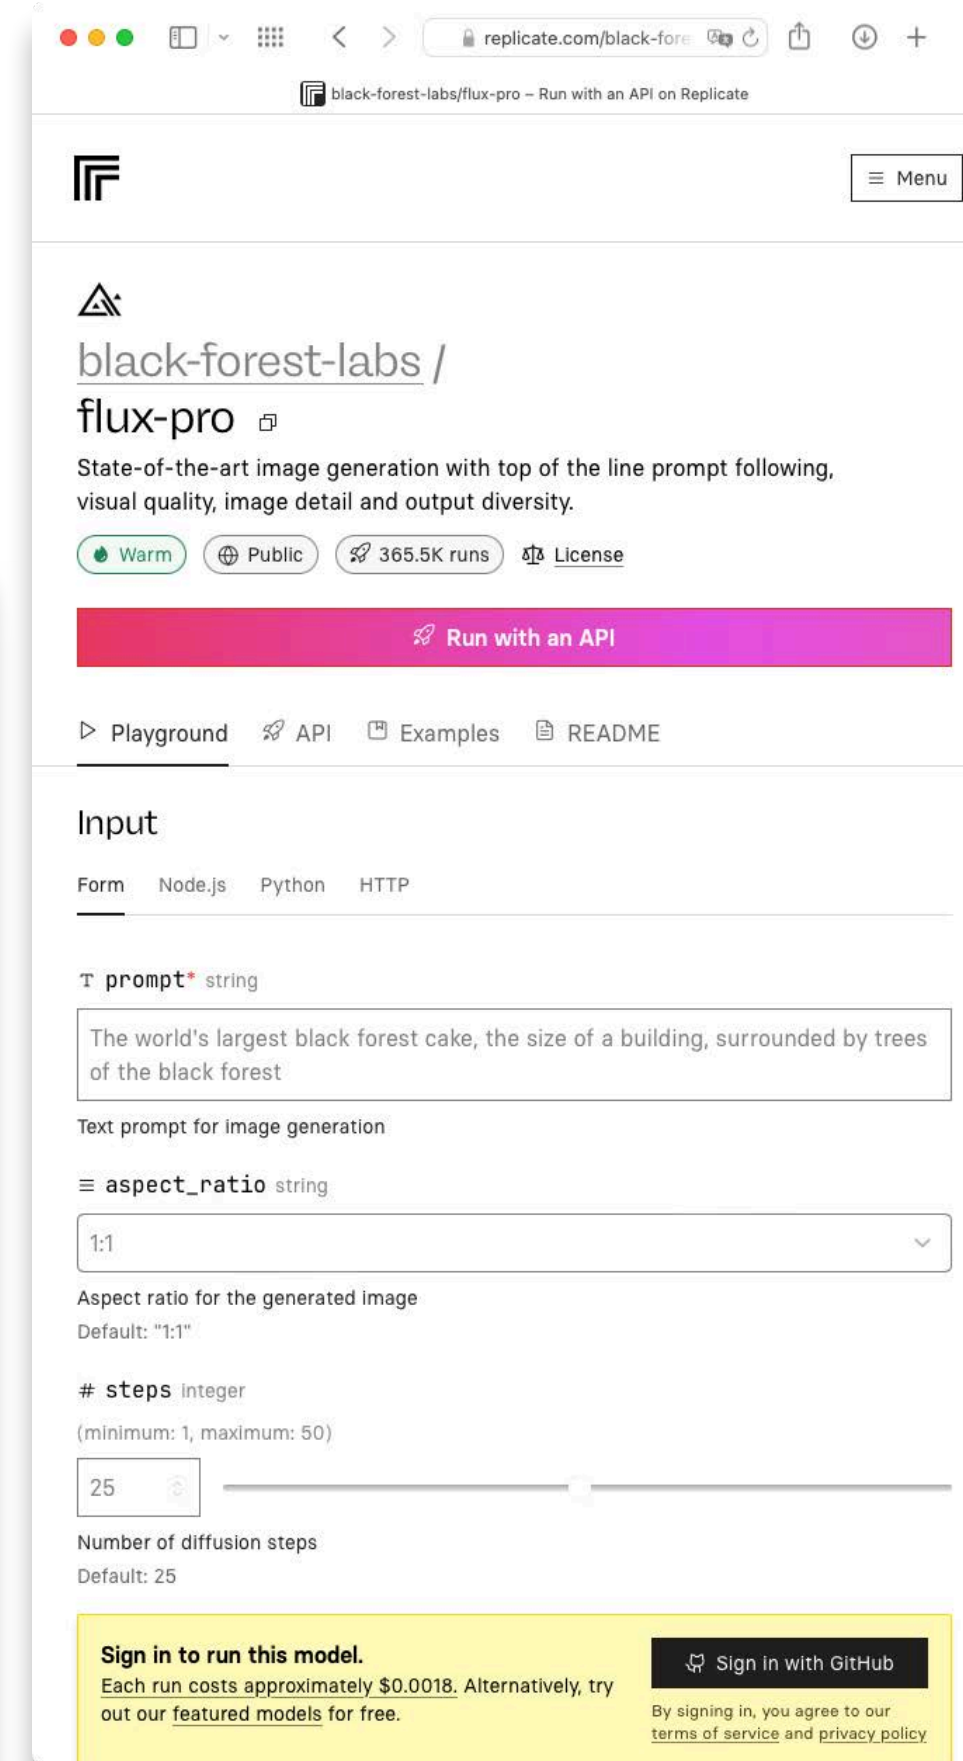 replicate.com/black-fore
black-forest-labs/flux-pro – Run with an API on Replicate
Menu
black-forest-labs /
flux-pro
State-of-the-art image generation with top of the line prompt following,
visual quality, image detail and output diversity.
Warm Public 365.5K runs License
Run with an API
Playground API Examples README
Input
Form Node.js Python HTTP
T prompt* string
The world's largest black forest cake, the size of a building, surrounded by trees
of the black forest
Text prompt for image generation
aspect_ratio string
1:1
Aspect ratio for the generated image
Default: "1:1"
# steps integer
(minimum: 1, maximum: 50)
25
Number of diffusion steps
Default: 25
Sign in to run this model.
Each run costs approximately $0.0018. Alternatively, try
out our featured models for free.
Sign in with GitHub
By signing in, you agree to our
terms of service and privacy policy